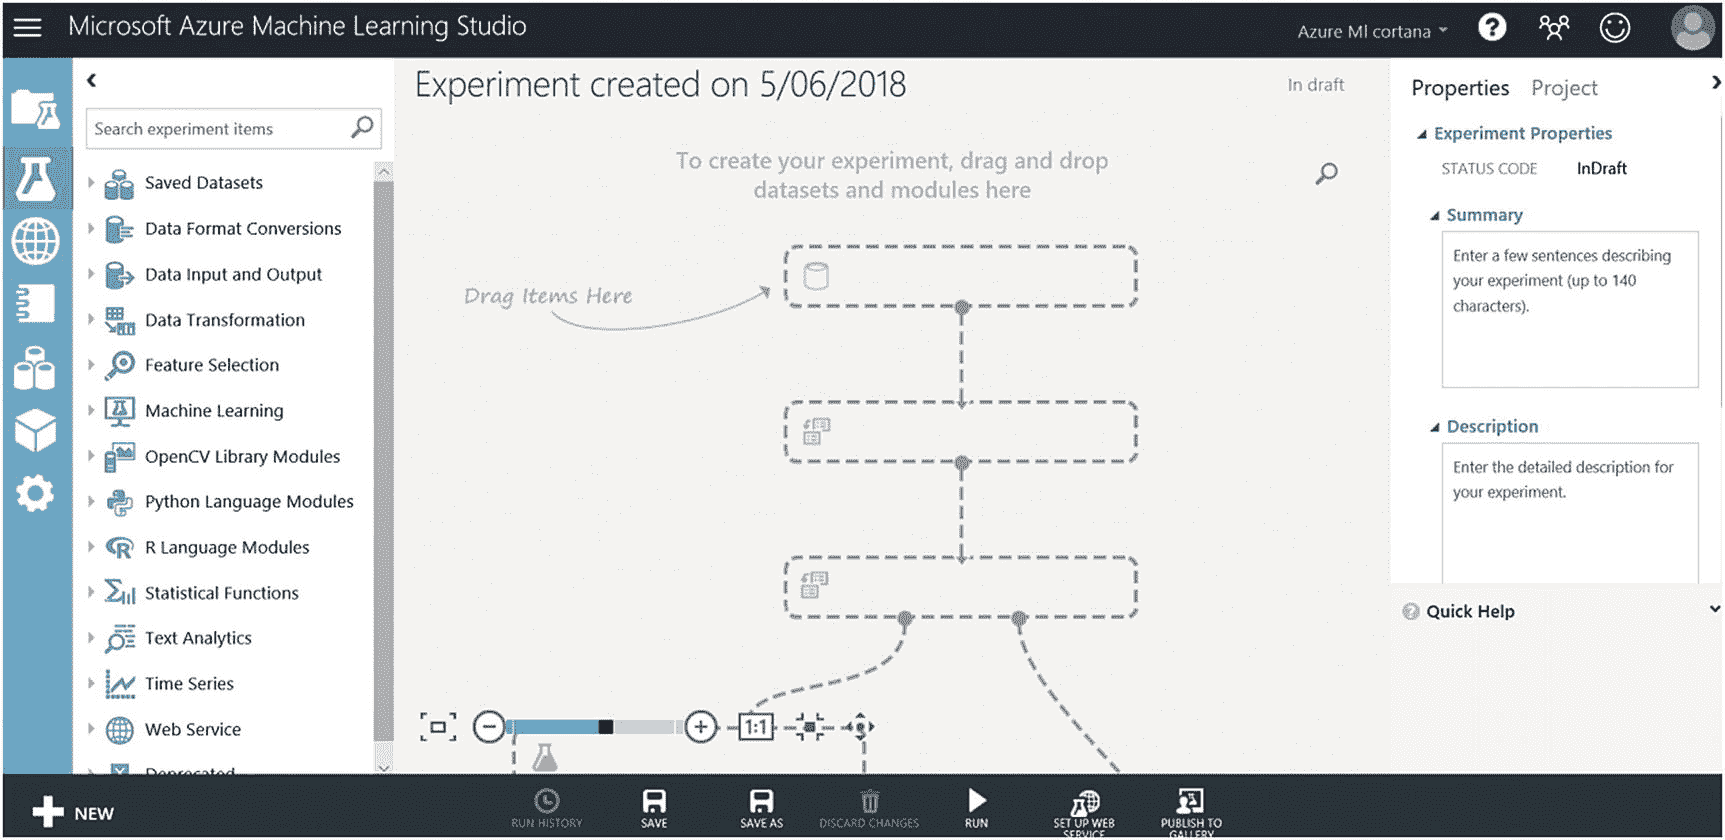 Microsoft Azure Machine Learning Studio
Azure Ml cortana
?
Search experiment items
Saved Datasets
Data Format Conversions
Data Input and Output
Data Transformation
Feature Selection
Machine Learning
OpenCV Library Modules
Python Language Modules
R Language Modules
Statistical Functions
Text Analytics
Time Series
Web Service
Deprecated
Experiment created on 5/06/2018
In draft
To create your experiment, drag and drop
datasets and modules here
Drag Items Here
1:1
Properties Project
Experiment Properties
STATUS CODE InDraft
Summary
Enter a few sentences describing
your experiment (up to 140
characters).
Description
Enter the detailed description for
your experiment.
? Quick Help
NEW
RUN HISTORY
SAVE
SAVE AS
DISCARD CHANGES
RUN
SET UP WEB
SERVICE
PUBLISH TO
GALLERY